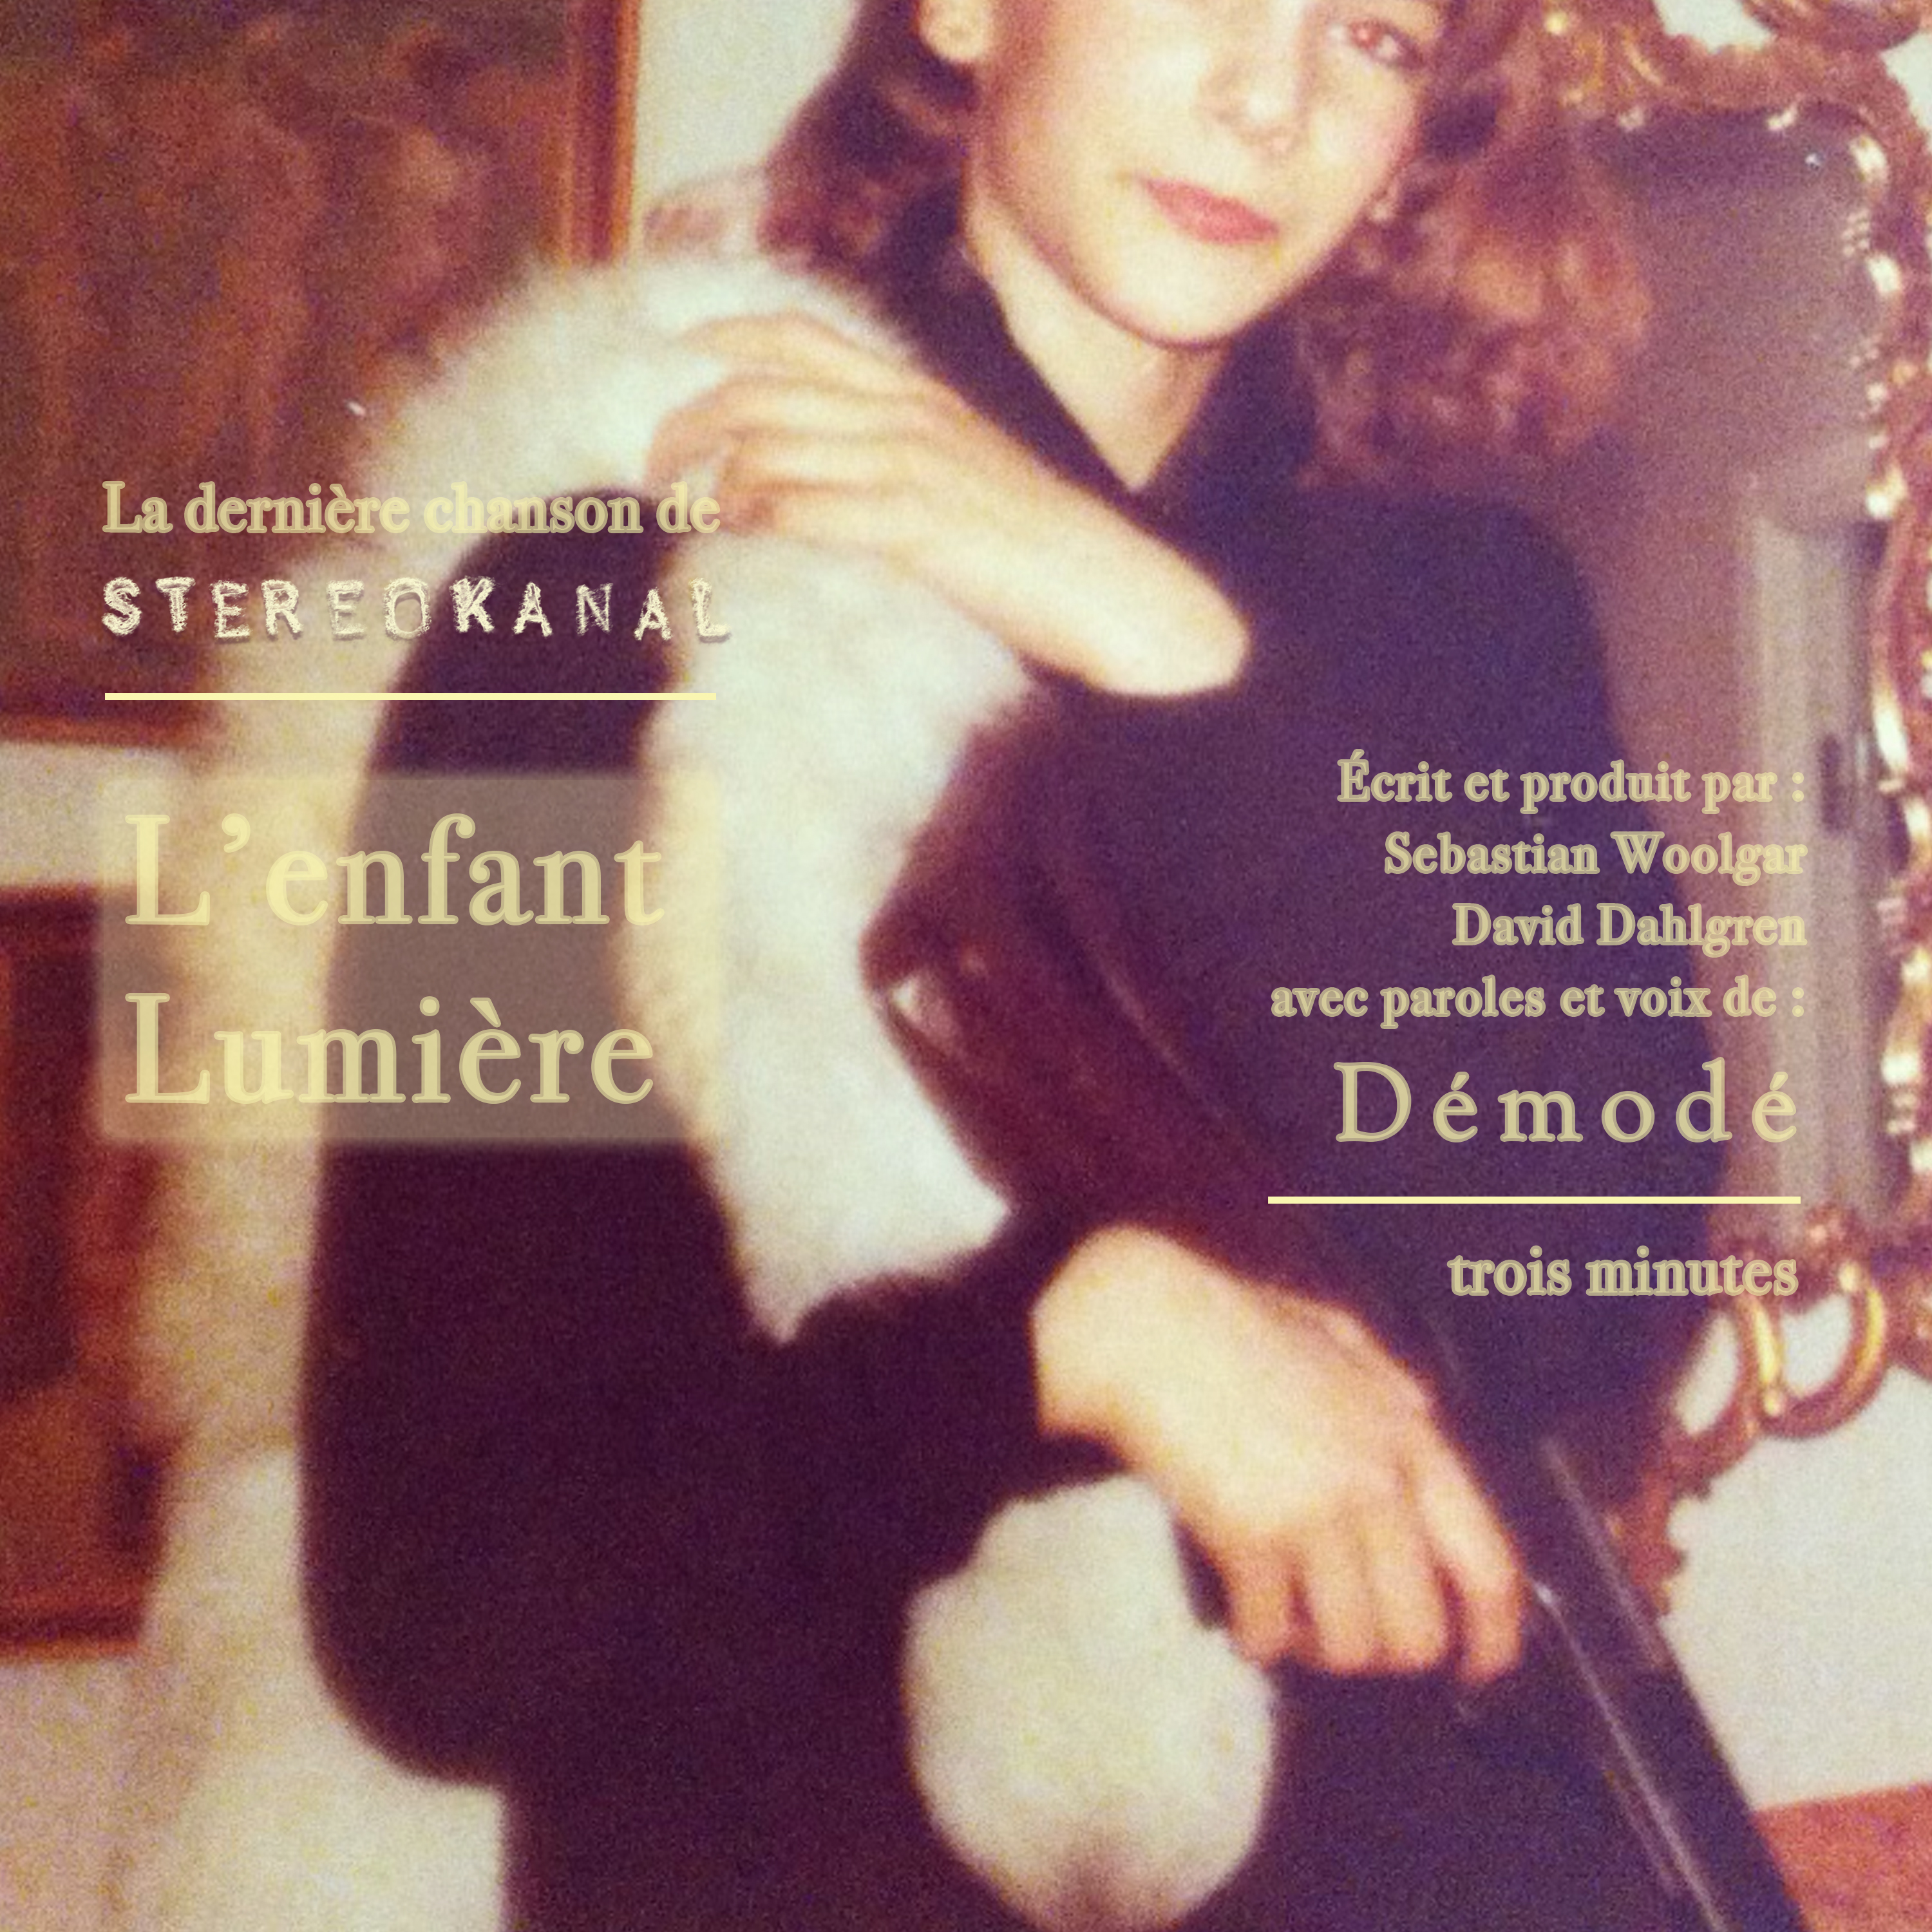 La dernière chanson de
STEREOKANAL
L'enfant
Lumière
Écrit et produit par :
Sebastian Woolgar
David Dahlgren
avec paroles et voix de :
Démodé
trois minutes